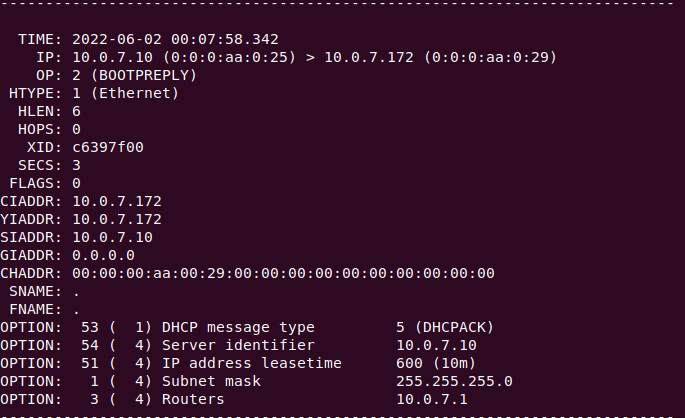 ---------------------------------------------------------------------------
TIME: 2022-06-02 00:07:58.342
IP: 10.0.7.10 (0:0:0:aa:0:25) > 10.0.7.172 (0:0:0:aa:0:29)
OP: 2 (BOOTPREPLY)
HTYPE: 1 (Ethernet)
HLEN: 6
HOPS: 0
XID: c6397f00
SECS: 3
FLAGS: 0
CIADDR: 10.0.7.172
YIADDR: 10.0.7.172
SIADDR: 10.0.7.10
GIADDR: 0.0.0.0
CHADDR: 00:00:00:aa:00:29:00:00:00:00:00:00:00:00:00:00
SNAME: .
FNAME: .
OPTION:  53 (  1) DHCP message type         5 (DHCPACK)
OPTION:  54 (  4) Server identifier         10.0.7.10
OPTION:  51 (  4) IP address leasetime      600 (10m)
OPTION:   1 (  4) Subnet mask               255.255.255.0
OPTION:   3 (  4) Routers                   10.0.7.1
---------------------------------------------------------------------------